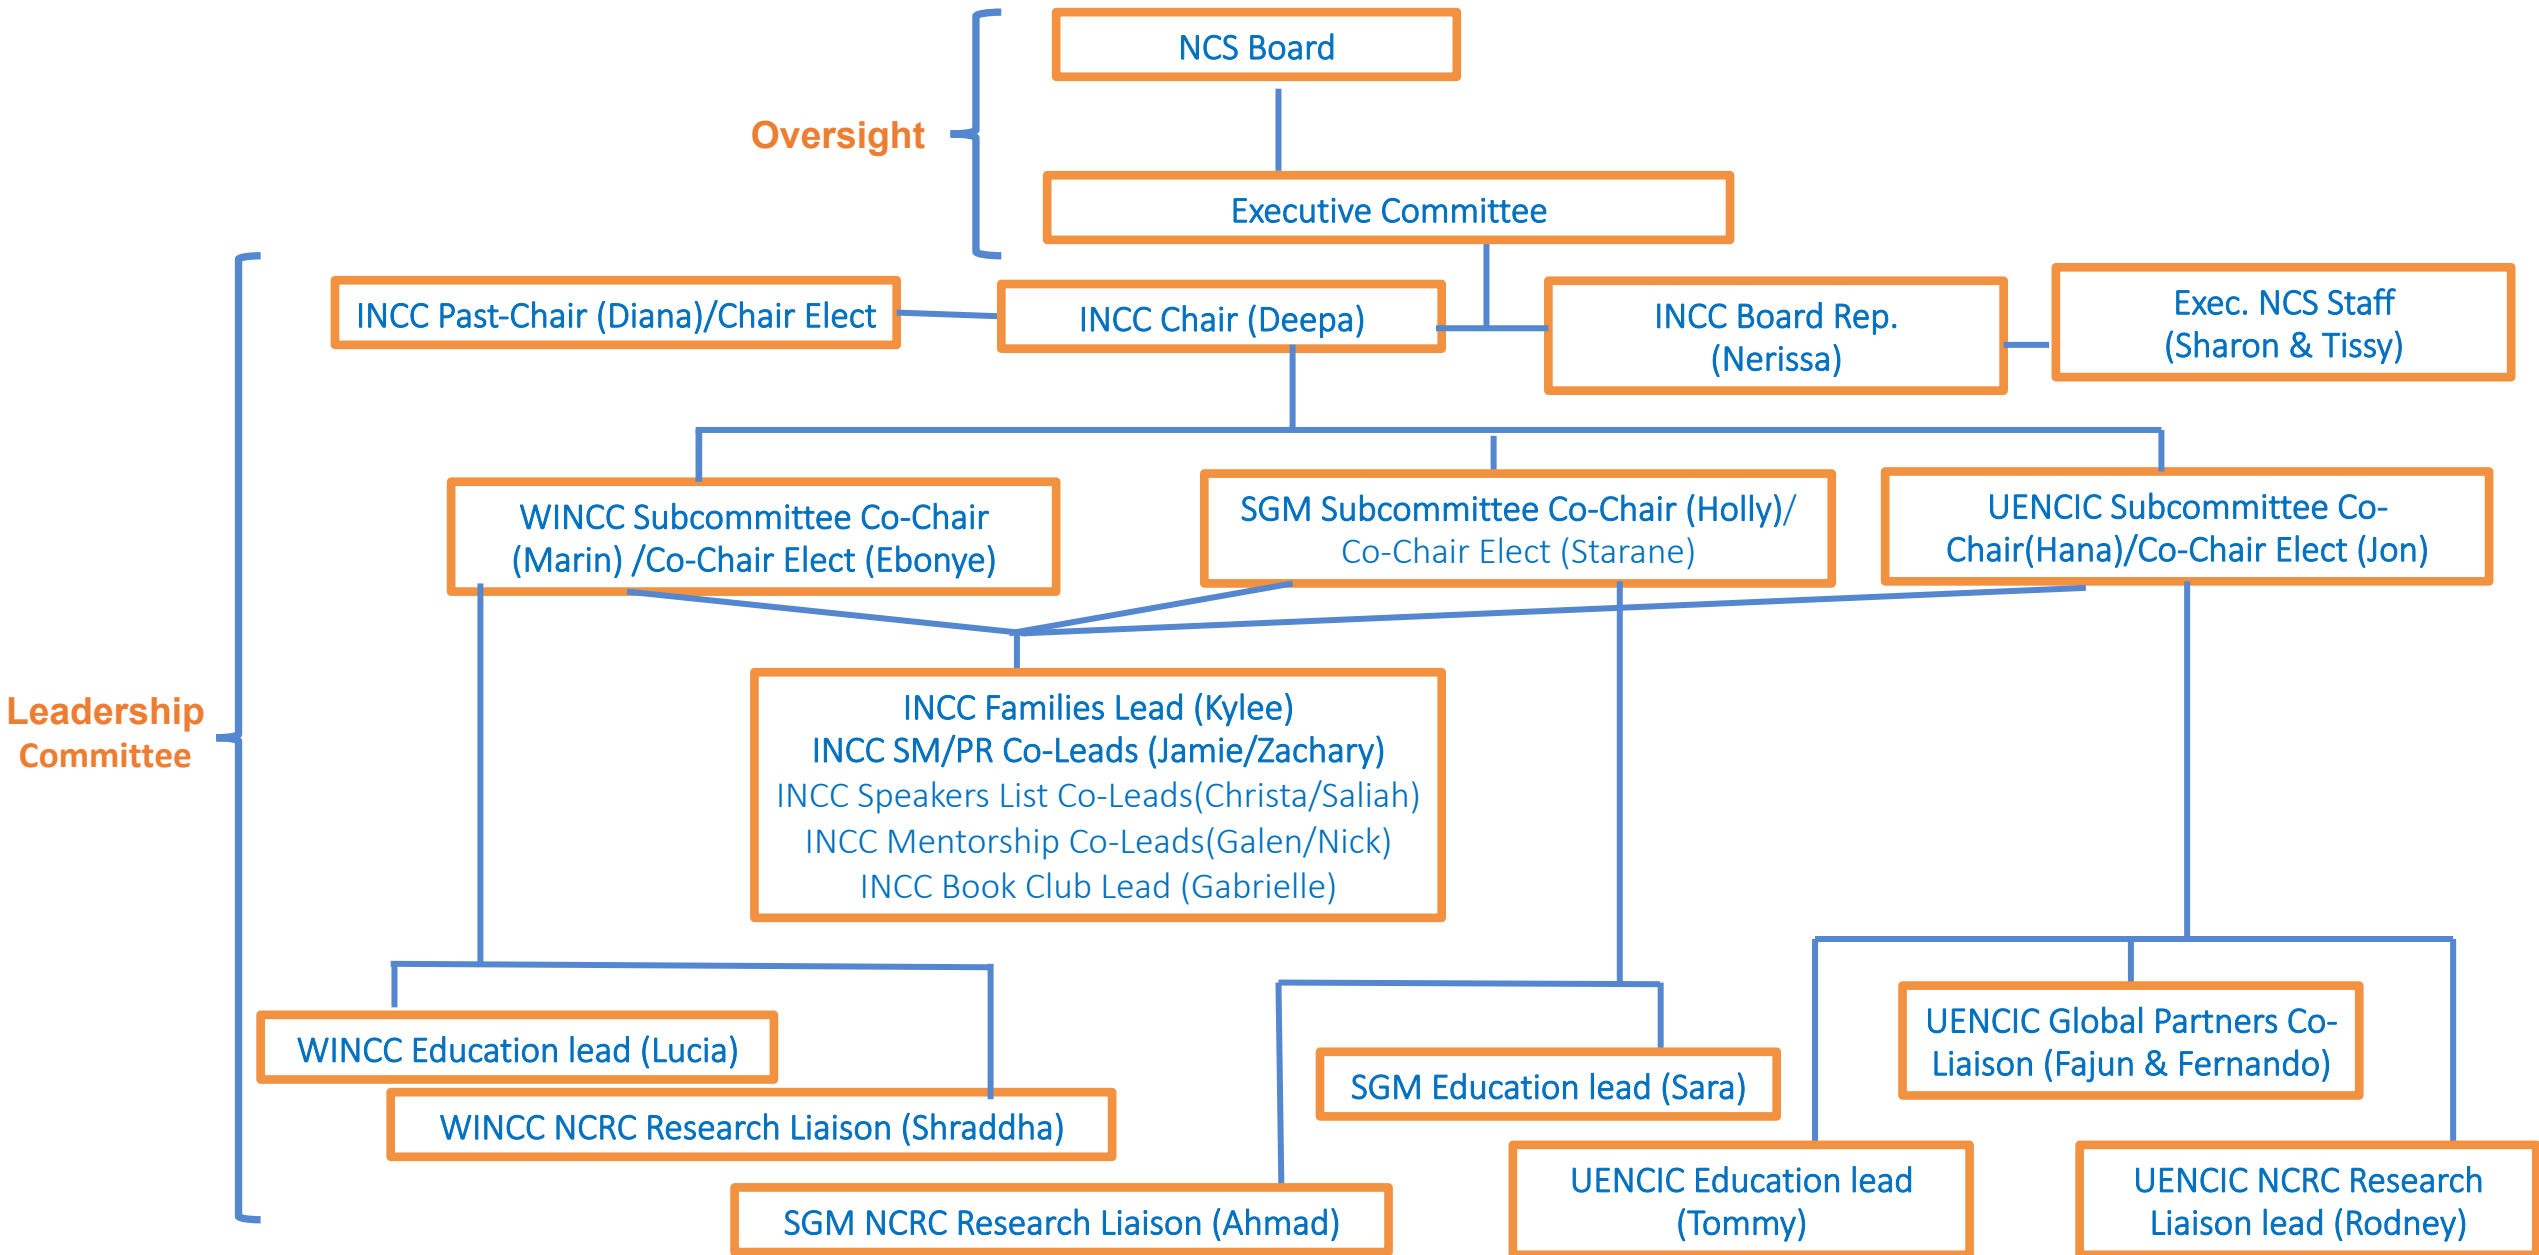 NCS Board
Oversight
Executive Committee
INCC Past-Chair (Diana)/Chair Elect
INCC Chair (Deepa)
INCC Board Rep.
(Nerissa)
Exec. NCS Staff
(Sharon & Tissy)
WINCC Subcommittee Co-Chair
(Marin) /Co-Chair Elect (Ebonye)
SGM Subcommittee Co-Chair (Holly)/
Co-Chair Elect (Starane)
UENCIC Subcommittee Co-
Chair(Hana)/Co-Chair Elect (Jon)
Leadership
Committee
INCC Families Lead (Kylee)
INCC SM/PR Co-Leads (Jamie/Zachary)
INCC Speakers List Co-Leads(Christa/Saliah)
INCC Mentorship Co-Leads(Galen/Nick)
INCC Book Club Lead (Gabrielle)
WINCC Education lead (Lucia)
WINCC NCRC Research Liaison (Shraddha)
SGM Education lead (Sara)
SGM NCRC Research Liaison (Ahmad)
UENCIC Global Partners Co-
Liaison (Fajun & Fernando)
UENCIC Education lead
(Tommy)
UENCIC NCRC Research
Liaison lead (Rodney)